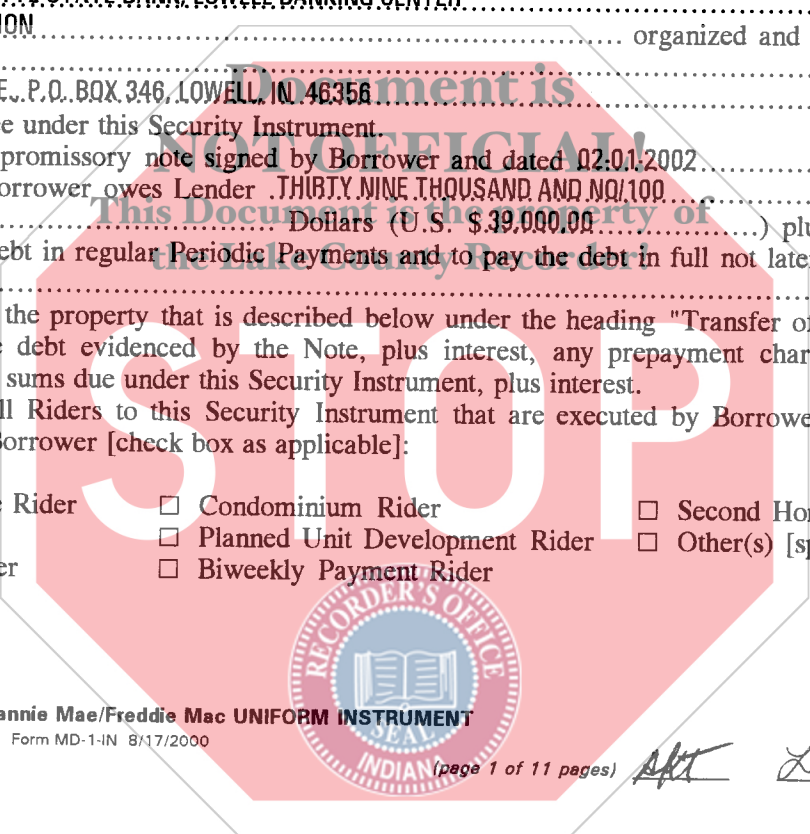 STATE BANK, LOWELL BANKING CENTER
ION organized and
E., P.O. BOX 346, LOWELL, IN 46356
e under this Security Instrument.
promissory note signed by Borrower and dated 02-01-2002
orrower owes Lender THIRTY NINE THOUSAND AND NO/100
Dollars (U.S. $ 39,000.00 ) plu
ebt in regular Periodic Payments and to pay the debt in full not late
the property that is described below under the heading "Transfer of
debt evidenced by the Note, plus interest, any prepayment char
sums due under this Security Instrument, plus interest.
ll Riders to this Security Instrument that are executed by Borrowe
Borrower [check box as applicable]:
Rider □ Condominium Rider □ Second Ho
□ Planned Unit Development Rider □ Other(s) [s
er □ Biweekly Payment Rider
annie Mae/Freddie Mac UNIFORM INSTRUMENT
Form MD-1-IN 8/17/2000
(page 1 of 11 pages)
Document is
NOT OFFICIAL!
This Document is the property of
the Lake County Recorder!
STOP
RECORDER'S OFFICE
SEAL
INDIANA